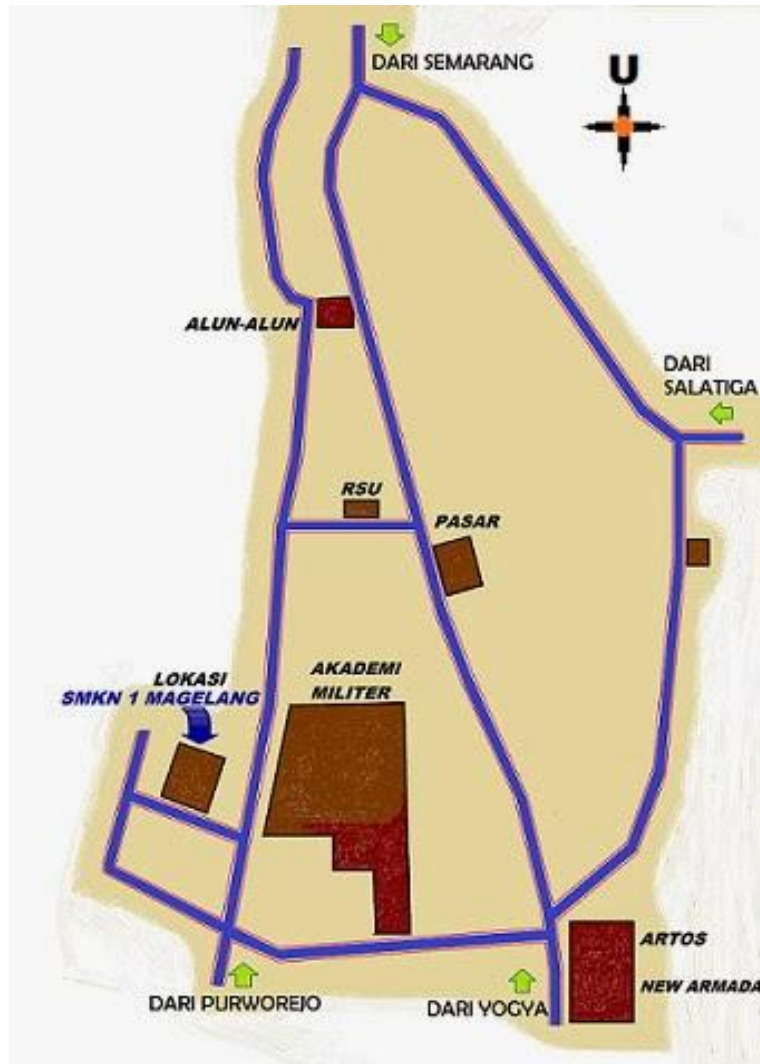 DARI SEMARANG
U
ALUN-ALUN
DARI
SALATIGA
RSU
PASAR
LOKASI
SMKN 1 MAGELANG
AKADEMI
MILITER
ARTOS
NEW ARMADA
DARI PURWOREJO
DARI YOGYA